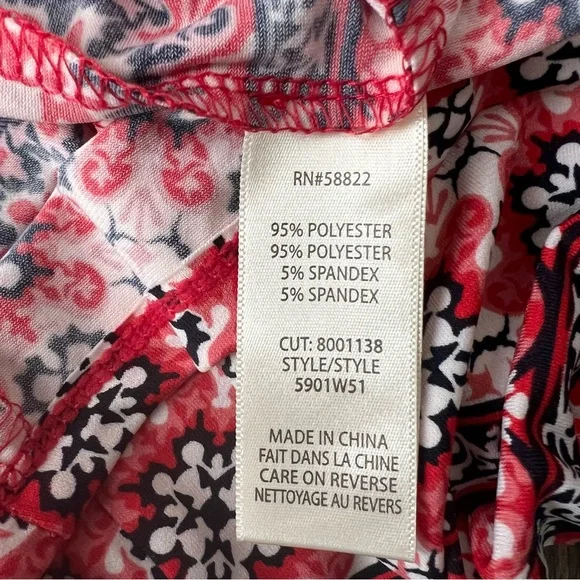 RN#58822
95% POLYESTER
95% POLYESTER
5% SPANDEX
5% SPANDEX
CUT: 8001138
STYLE/STYLE
5901W51
MADE IN CHINA
FAIT DANS LA CHINE
CARE ON REVERSE
NETTOYAGE AU REVERS